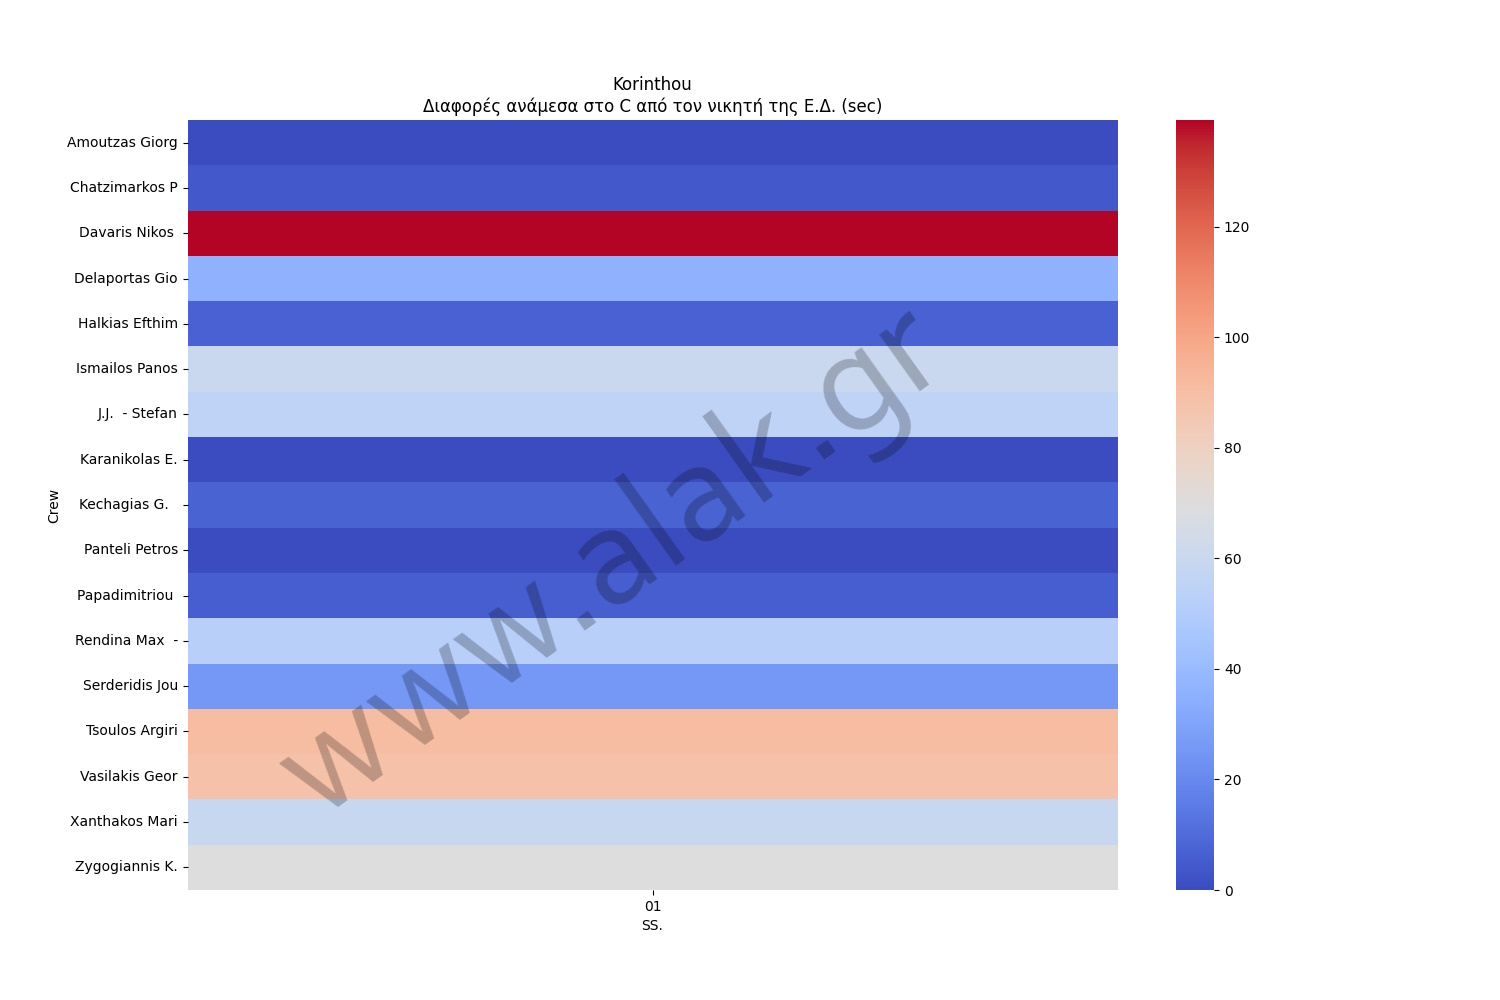 Korinthou
Διαφορές ανάμεσα στο C από τον νικητή της Ε.Δ. (sec)
Amoutzas Giorg
Chatzimarkos P
Davaris Nikos
Delaportas Gio
Halkias Efthim
Ismailos Panos
J.J.  - Stefan
Karanikolas E.
Kechagias G.
Panteli Petros
Papadimitriou
Rendina Max  -
Serderidis Jou
Tsoulos Argiri
Vasilakis Geor
Xanthakos Mari
Zygogiannis K.
Crew
01
SS.
120
100
80
60
40
20
0
www.alak.gr